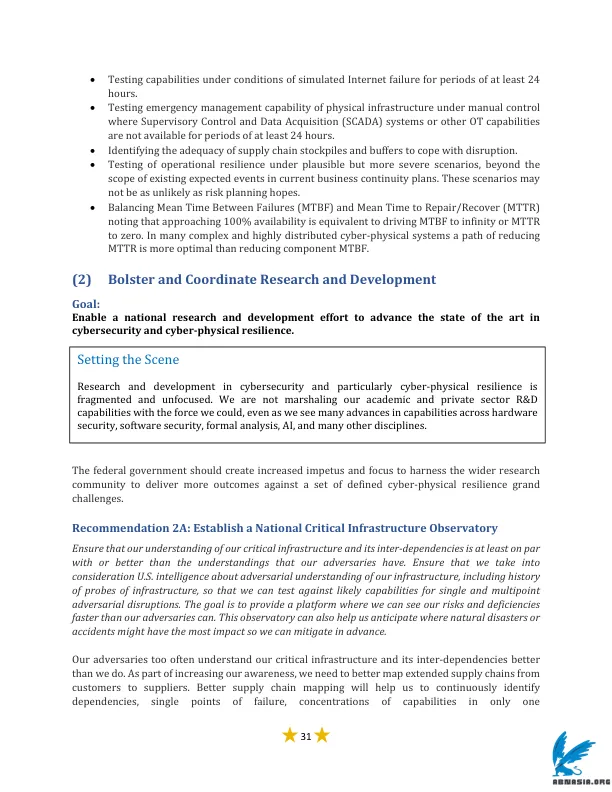 • Testing capabilities under conditions of simulated Internet failure for periods of at least 24
hours.
• Testing emergency management capability of physical infrastructure under manual control
where Supervisory Control and Data Acquisition (SCADA) systems or other OT capabilities
are not available for periods of at least 24 hours.
• Identifying the adequacy of supply chain stockpiles and buffers to cope with disruption.
• Testing of operational resilience under plausible but more severe scenarios, beyond the
scope of existing expected events in current business continuity plans. These scenarios may
not be as unlikely as risk planning hopes.
• Balancing Mean Time Between Failures (MTBF) and Mean Time to Repair/Recover (MTTR)
noting that approaching 100% availability is equivalent to driving MTBF to infinity or MTTR
to zero. In many complex and highly distributed cyber-physical systems a path of reducing
MTTR is more optimal than reducing component MTBF.
(2) Bolster and Coordinate Research and Development
Goal:
Enable a national research and development effort to advance the state of the art in
cybersecurity and cyber-physical resilience.
Setting the Scene
Research and development in cybersecurity and particularly cyber-physical resilience is
fragmented and unfocused. We are not marshaling our academic and private sector R&D
capabilities with the force we could, even as we see many advances in capabilities across hardware
security, software security, formal analysis, AI, and many other disciplines.
The federal government should create increased impetus and focus to harness the wider research
community to deliver more outcomes against a set of defined cyber-physical resilience grand
challenges.
Recommendation 2A: Establish a National Critical Infrastructure Observatory
Ensure that our understanding of our critical infrastructure and its inter-dependencies is at least on par
with or better than the understandings that our adversaries have. Ensure that we take into
consideration U.S. intelligence about adversarial understanding of our infrastructure, including history
of probes of infrastructure, so that we can test against likely capabilities for single and multipoint
adversarial disruptions. The goal is to provide a platform where we can see our risks and deficiencies
faster than our adversaries can. This observatory can also help us anticipate where natural disasters or
accidents might have the most impact so we can mitigate in advance.
Our adversaries too often understand our critical infrastructure and its inter-dependencies better
than we do. As part of increasing our awareness, we need to better map extended supply chains from
customers to suppliers. Better supply chain mapping will help us to continuously identify
dependencies, single points of failure, concentrations of capabilities in only one
31
ABNASIA.ORG